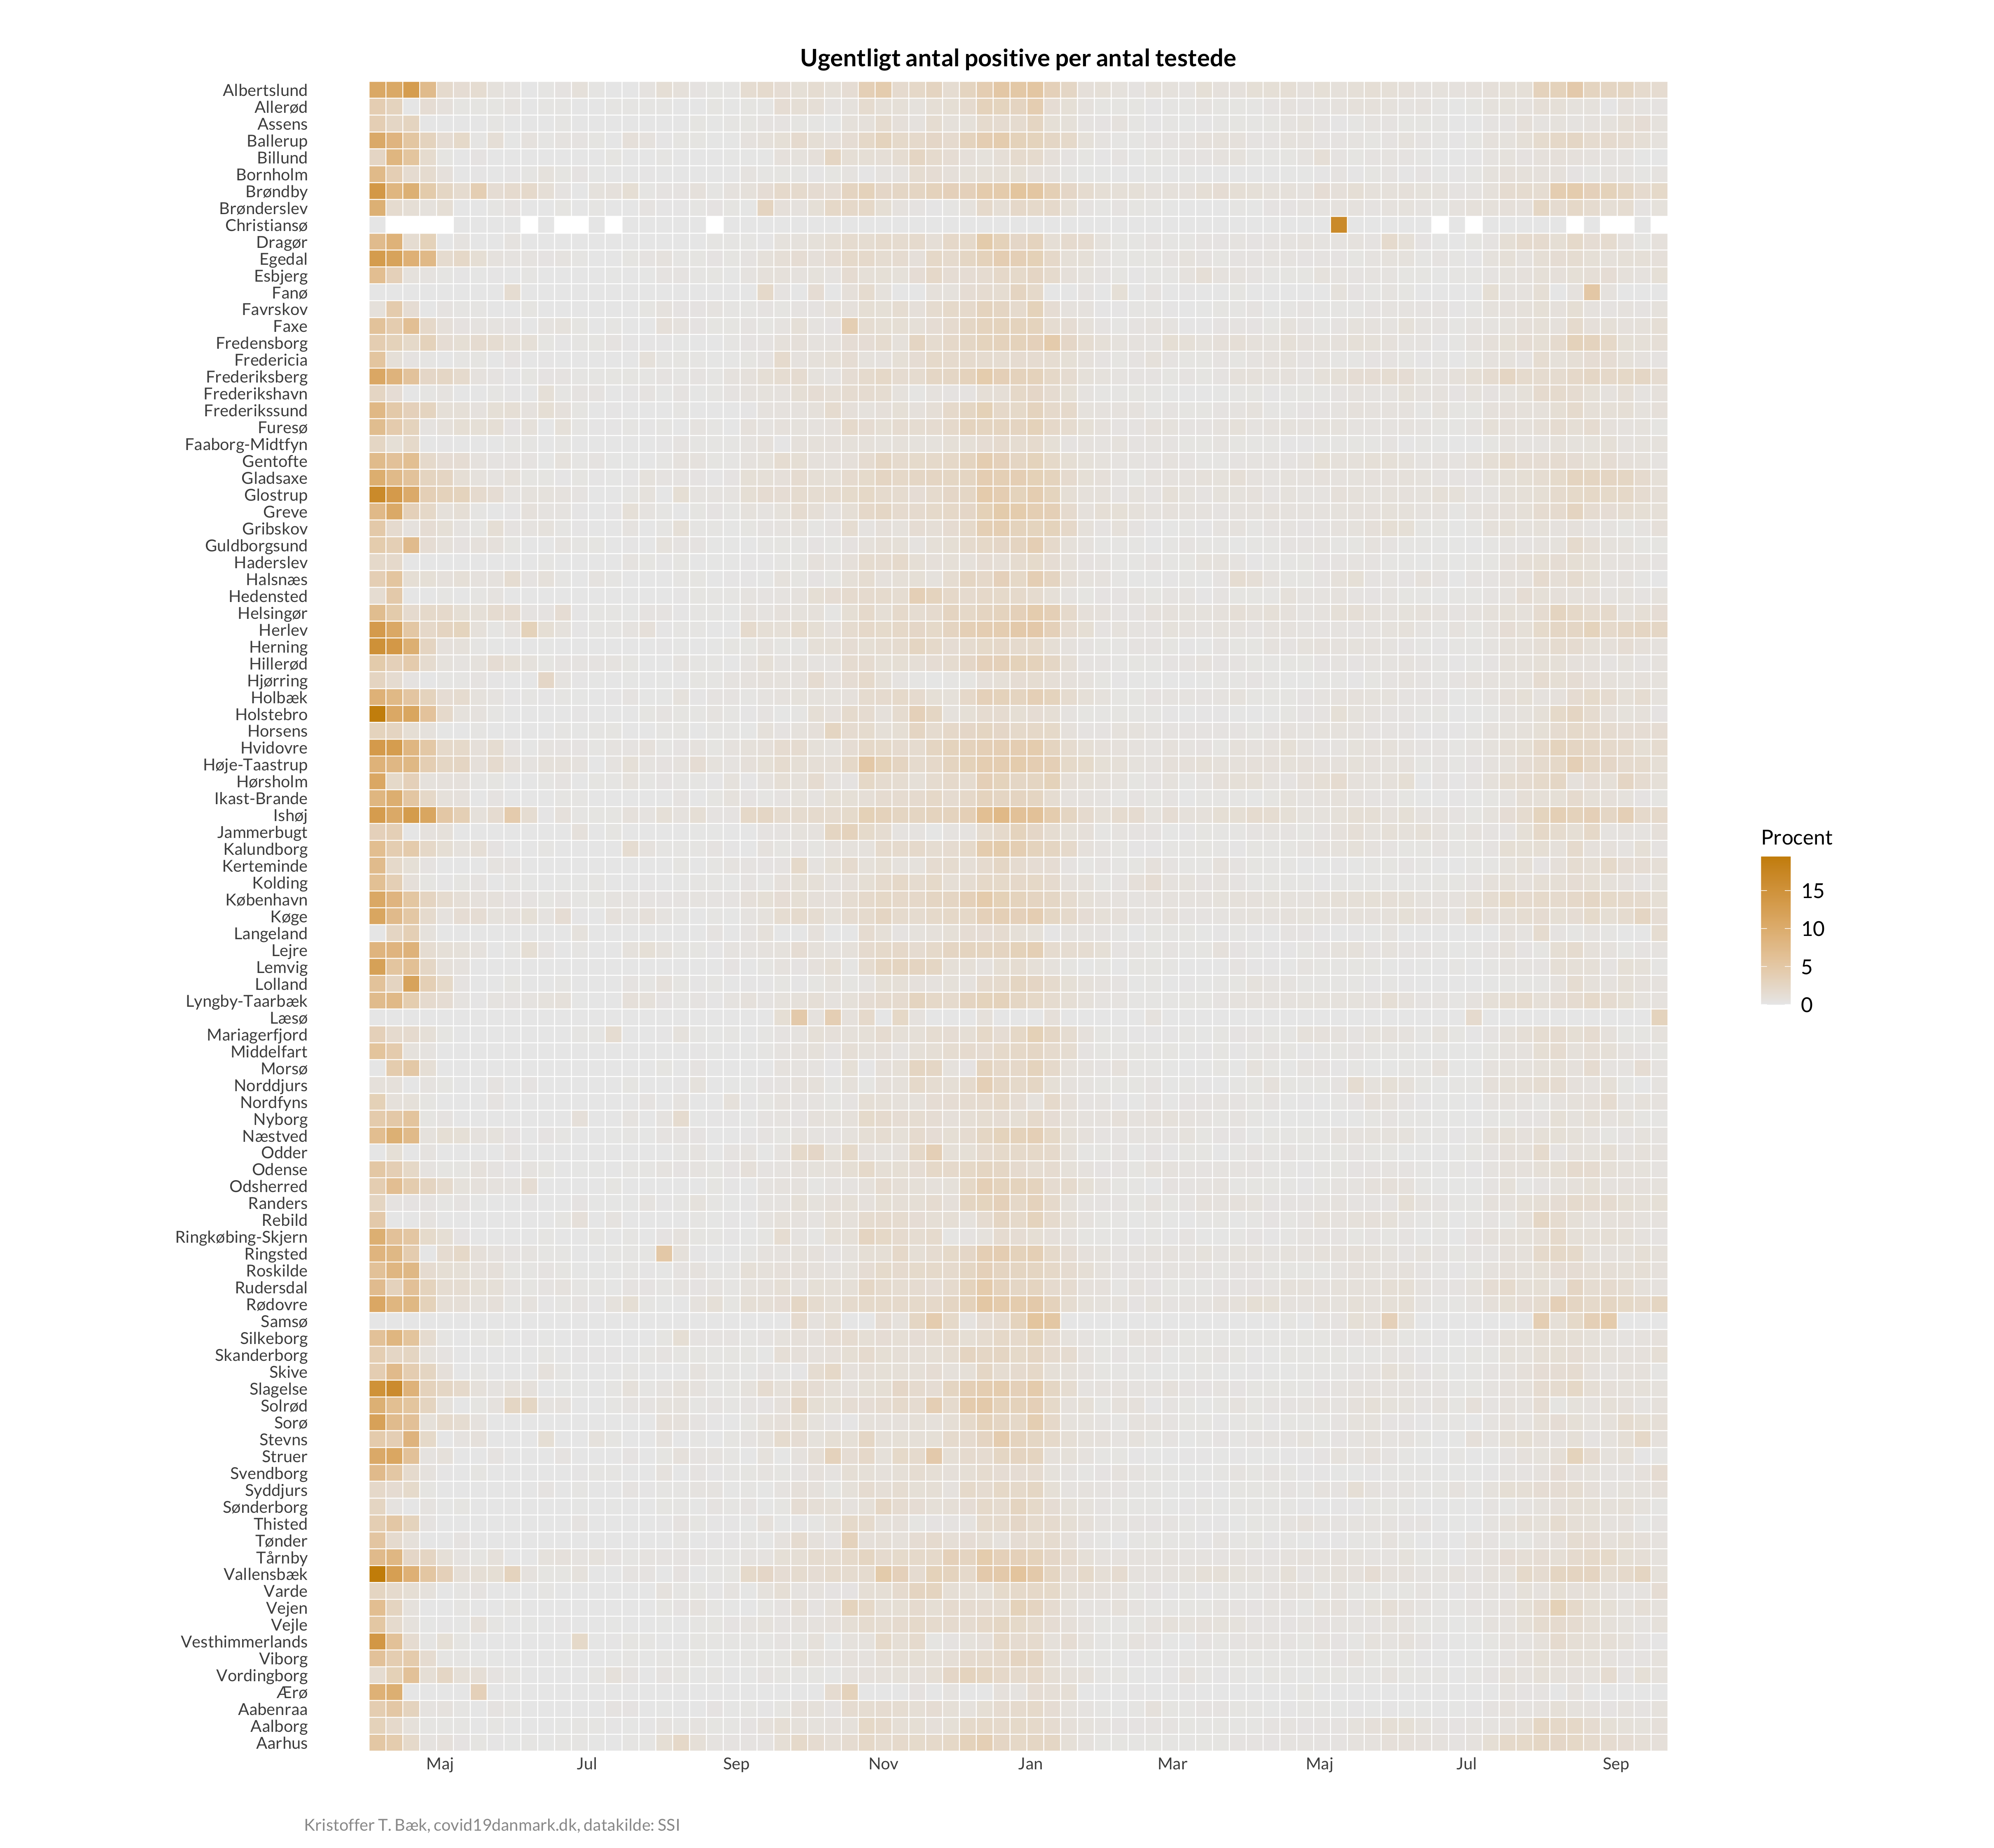 Ugentligt antal positive per antal testede
Albertslund
Allerød
Assens
Ballerup
Billund
Bornholm
Brøndby
Brønderslev
Christiansø
Dragør
Egedal
Esbjerg
Fanø
Favrskov
Faxe
Fredensborg
Fredericia
Frederiksberg
Frederikshavn
Frederikssund
Furesø
Faaborg-Midtfyn
Gentofte
Gladsaxe
Glostrup
Greve
Gribskov
Guldborgsund
Haderslev
Halsnæs
Hedensted
Helsingør
Herlev
Herning
Hillerød
Hjørring
Holbæk
Holstebro
Horsens
Hvidovre
Høje-Taastrup
Hørsholm
Ikast-Brande
Ishøj
Jammerbugt
Kalundborg
Kerteminde
Kolding
København
Køge
Langeland
Lejre
Lemvig
Lolland
Lyngby-Taarbæk
Læsø
Mariagerfjord
Middelfart
Morsø
Norddjurs
Nordfyns
Nyborg
Næstved
Odder
Odense
Odsherred
Randers
Rebild
Ringkøbing-Skjern
Ringsted
Roskilde
Rudersdal
Rødovre
Samsø
Silkeborg
Skanderborg
Skive
Slagelse
Solrød
Sorø
Stevns
Struer
Svendborg
Syddjurs
Sønderborg
Thisted
Tønder
Tårnby
Vallensbæk
Varde
Vejen
Vejle
Vesthimmerlands
Viborg
Vordingborg
Ærø
Aabenraa
Aalborg
Aarhus
Maj Jul Sep Nov Jan Mar Maj Jul Sep
Procent
15
10
5
0
Kristoffer T. Bæk, covid19danmark.dk, datakilde: SSI